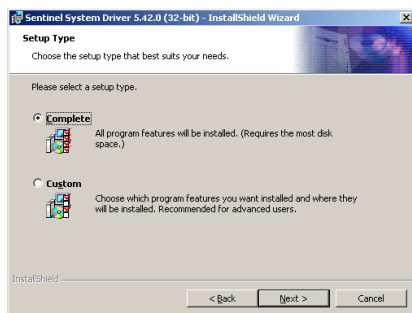 Sentinel System Driver 5.42.0 (32-bit) - InstallShield Wizard
Setup Type
Choose the setup type that best suits your needs.
Please select a setup type.
Complete
All program features will be installed. (Requires the most disk
space.)
Custom
Choose which program features you want installed and where they
will be installed. Recommended for advanced users.
InstallShield
< Back Next > Cancel